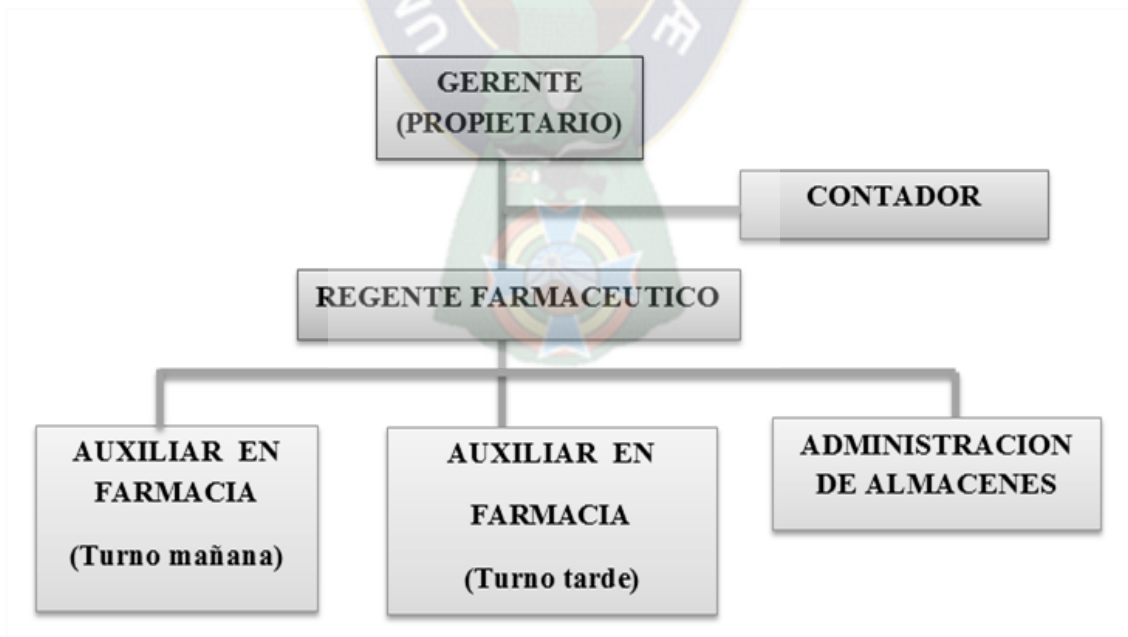 GERENTE
(PROPIETARIO)
CONTADOR
REGENTE FARMACEUTICO
AUXILIAR EN
FARMACIA
(Turno mañana)
AUXILIAR EN
FARMACIA
(Turno tarde)
ADMINISTRACION
DE ALMACENES